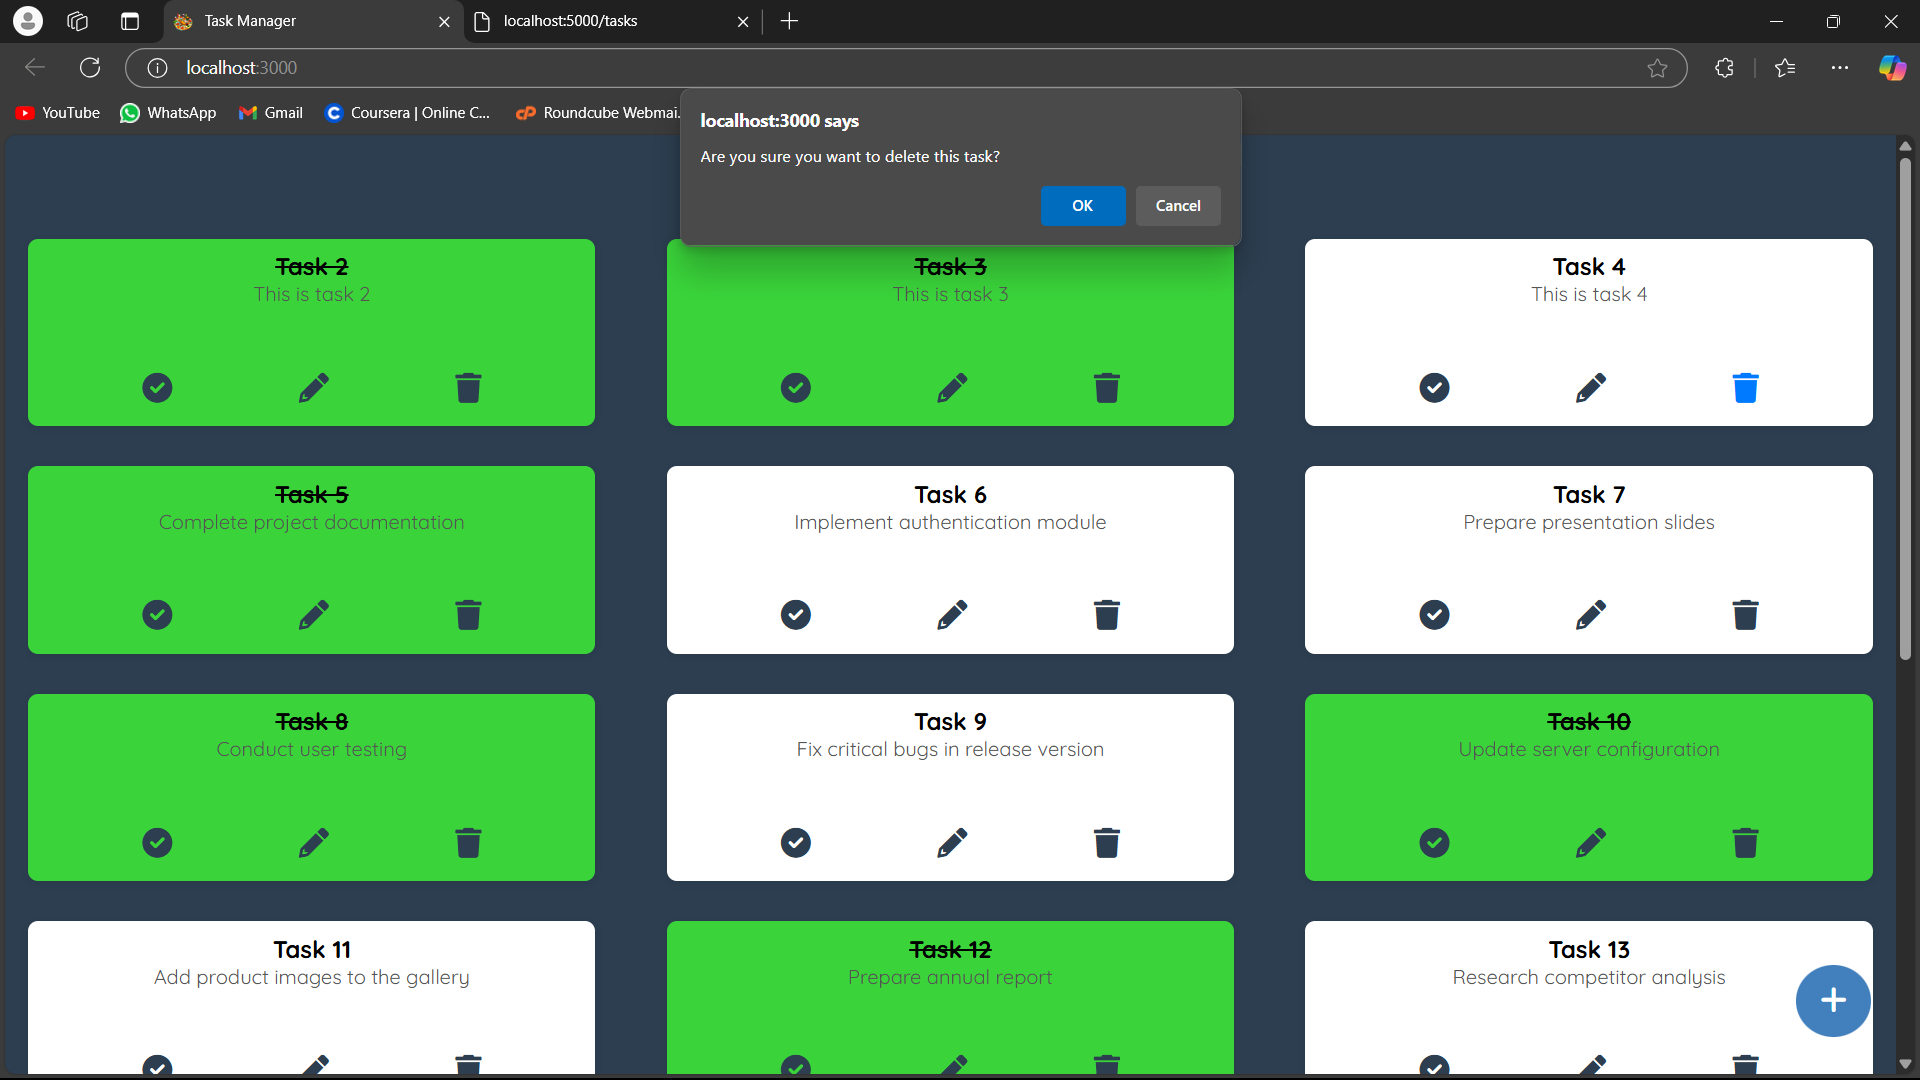 Task Manager
localhost:5000/tasks
localhost:3000
YouTube
WhatsApp
Gmail
Coursera | Online C...
Roundcube Webmai.
localhost:3000 says
Are you sure you want to delete this task?
OK
Cancel
Task 2
This is task 2
Task 3
This is task 3
Task 4
This is task 4
Task 5
Complete project documentation
Task 6
Implement authentication module
Task 7
Prepare presentation slides
Task 8
Conduct user testing
Task 9
Fix critical bugs in release version
Task 10
Update server configuration
Task 11
Add product images to the gallery
Task 12
Prepare annual report
Task 13
Research competitor analysis